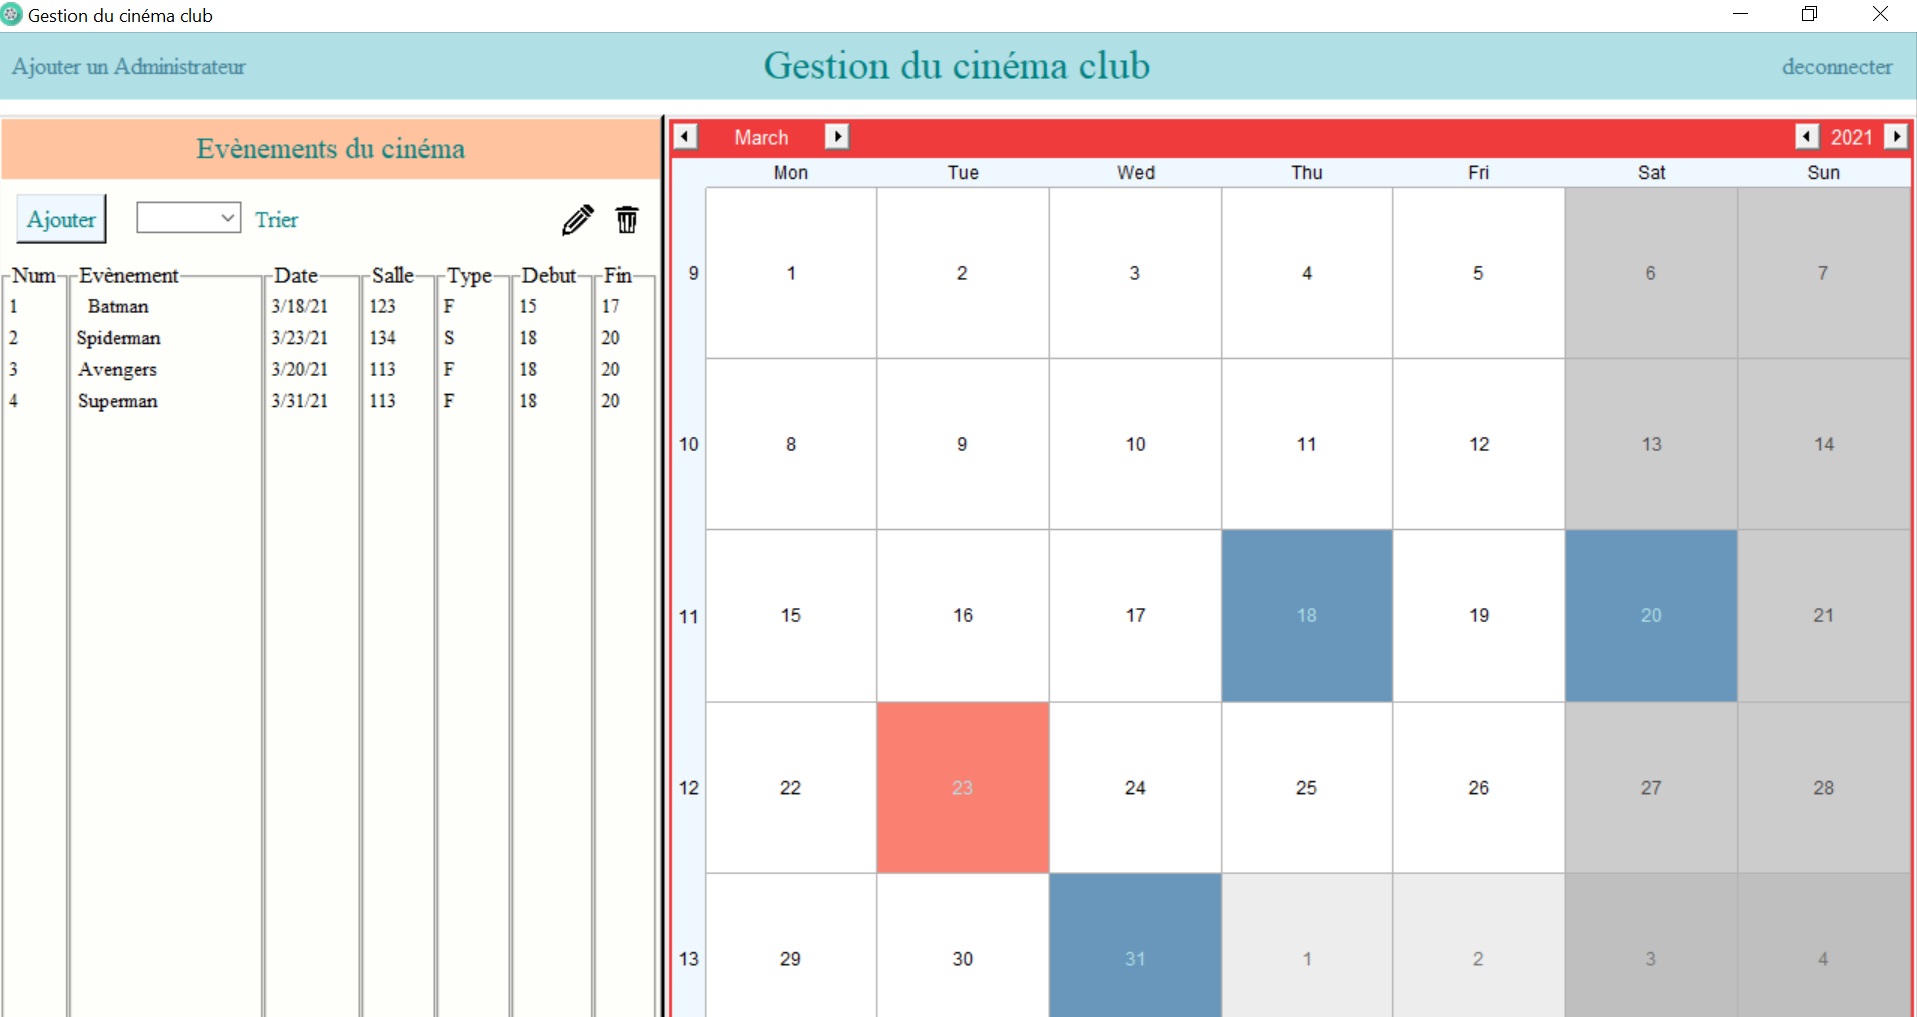 Gestion du cinéma club
Ajouter un Administrateur Gestion du cinéma club deconnecter
Evènements du cinéma
Ajouter Trier
Num Evènement Date Salle Type Debut Fin
1 Batman 3/18/21 123 F 15 17
2 Spiderman 3/23/21 134 S 18 20
3 Avengers 3/20/21 113 F 18 20
4 Superman 3/31/21 113 F 18 20
March 2021
Mon Tue Wed Thu Fri Sat Sun
9 1 2 3 4 5 6 7
10 8 9 10 11 12 13 14
11 15 16 17 18 19 20 21
12 22 23 24 25 26 27 28
13 29 30 31 1 2 3 4